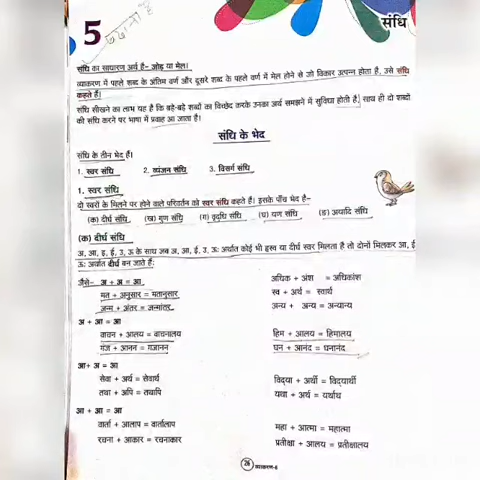 5
संधि
संधि का साधारण अर्थ है– जोड़ या मेल।
व्याकरण में पहले शब्द के अंतिम वर्ण और दूसरे शब्द के पहले वर्ण में मेल होने से जो विकार उत्पन्न होता है, उसे संधि
कहते हैं।
संधि सीखने का लाभ यह है कि बड़े-बड़े शब्दों का विच्छेद करके उनका अर्थ समझने में सुविधा होती है। साथ ही दो शब्दों
की संधि करने पर भाषा में प्रवाह आ जाता है।
संधि के भेद
संधि के तीन भेद हैं।
1. स्वर संधि 2. व्यंजन संधि 3. विसर्ग संधि
1. स्वर संधि
दो स्वरों के मिलने पर होने वाले परिवर्तन को स्वर संधि कहते हैं। इसके पाँच भेद है–
(क) दीर्घ संधि (ख) गुण संधि (ग) वृद्धि संधि (घ) यण संधि (ङ) अयादि संधि
(क) दीर्घ संधि
अ, आ, इ, ई, उ, ऊ के साथ जब अ, आ, ई, उ, ऊ: अर्थात कोई भी ह्रस्व या दीर्घ स्वर मिलता है तो दोनों मिलकर आ, ई
ऊ: अर्थात दीर्घ बन जाते हैं:
जैसे– अ + अ = आ अधिक + अंश = अधिकांश
मत + अनुसार = मतानुसार स्व + अर्थ = स्वार्थ
जन्म + अंतर = जन्मांतर अन्य + अन्य = अन्यान्य
अ + आ = आ
वाचन + आलय = वाचनालय हिम + आलय = हिमालय
गज + आनन = गजानन घन + आनंद = घनानंद
आ + अ = आ
सेवा + अर्थ = सेवार्थ विद्या + अर्थी = विद्यार्थी
तथा + अपि = तथापि यथा + अर्थ = यथार्थ
आ + आ = आ
वार्ता + आलाप = वार्तालाप महा + आत्मा = महात्मा
रचना + आकार = रचनाकार प्रतीक्षा + आलय = प्रतीक्षालय
26 व्याकरण-6